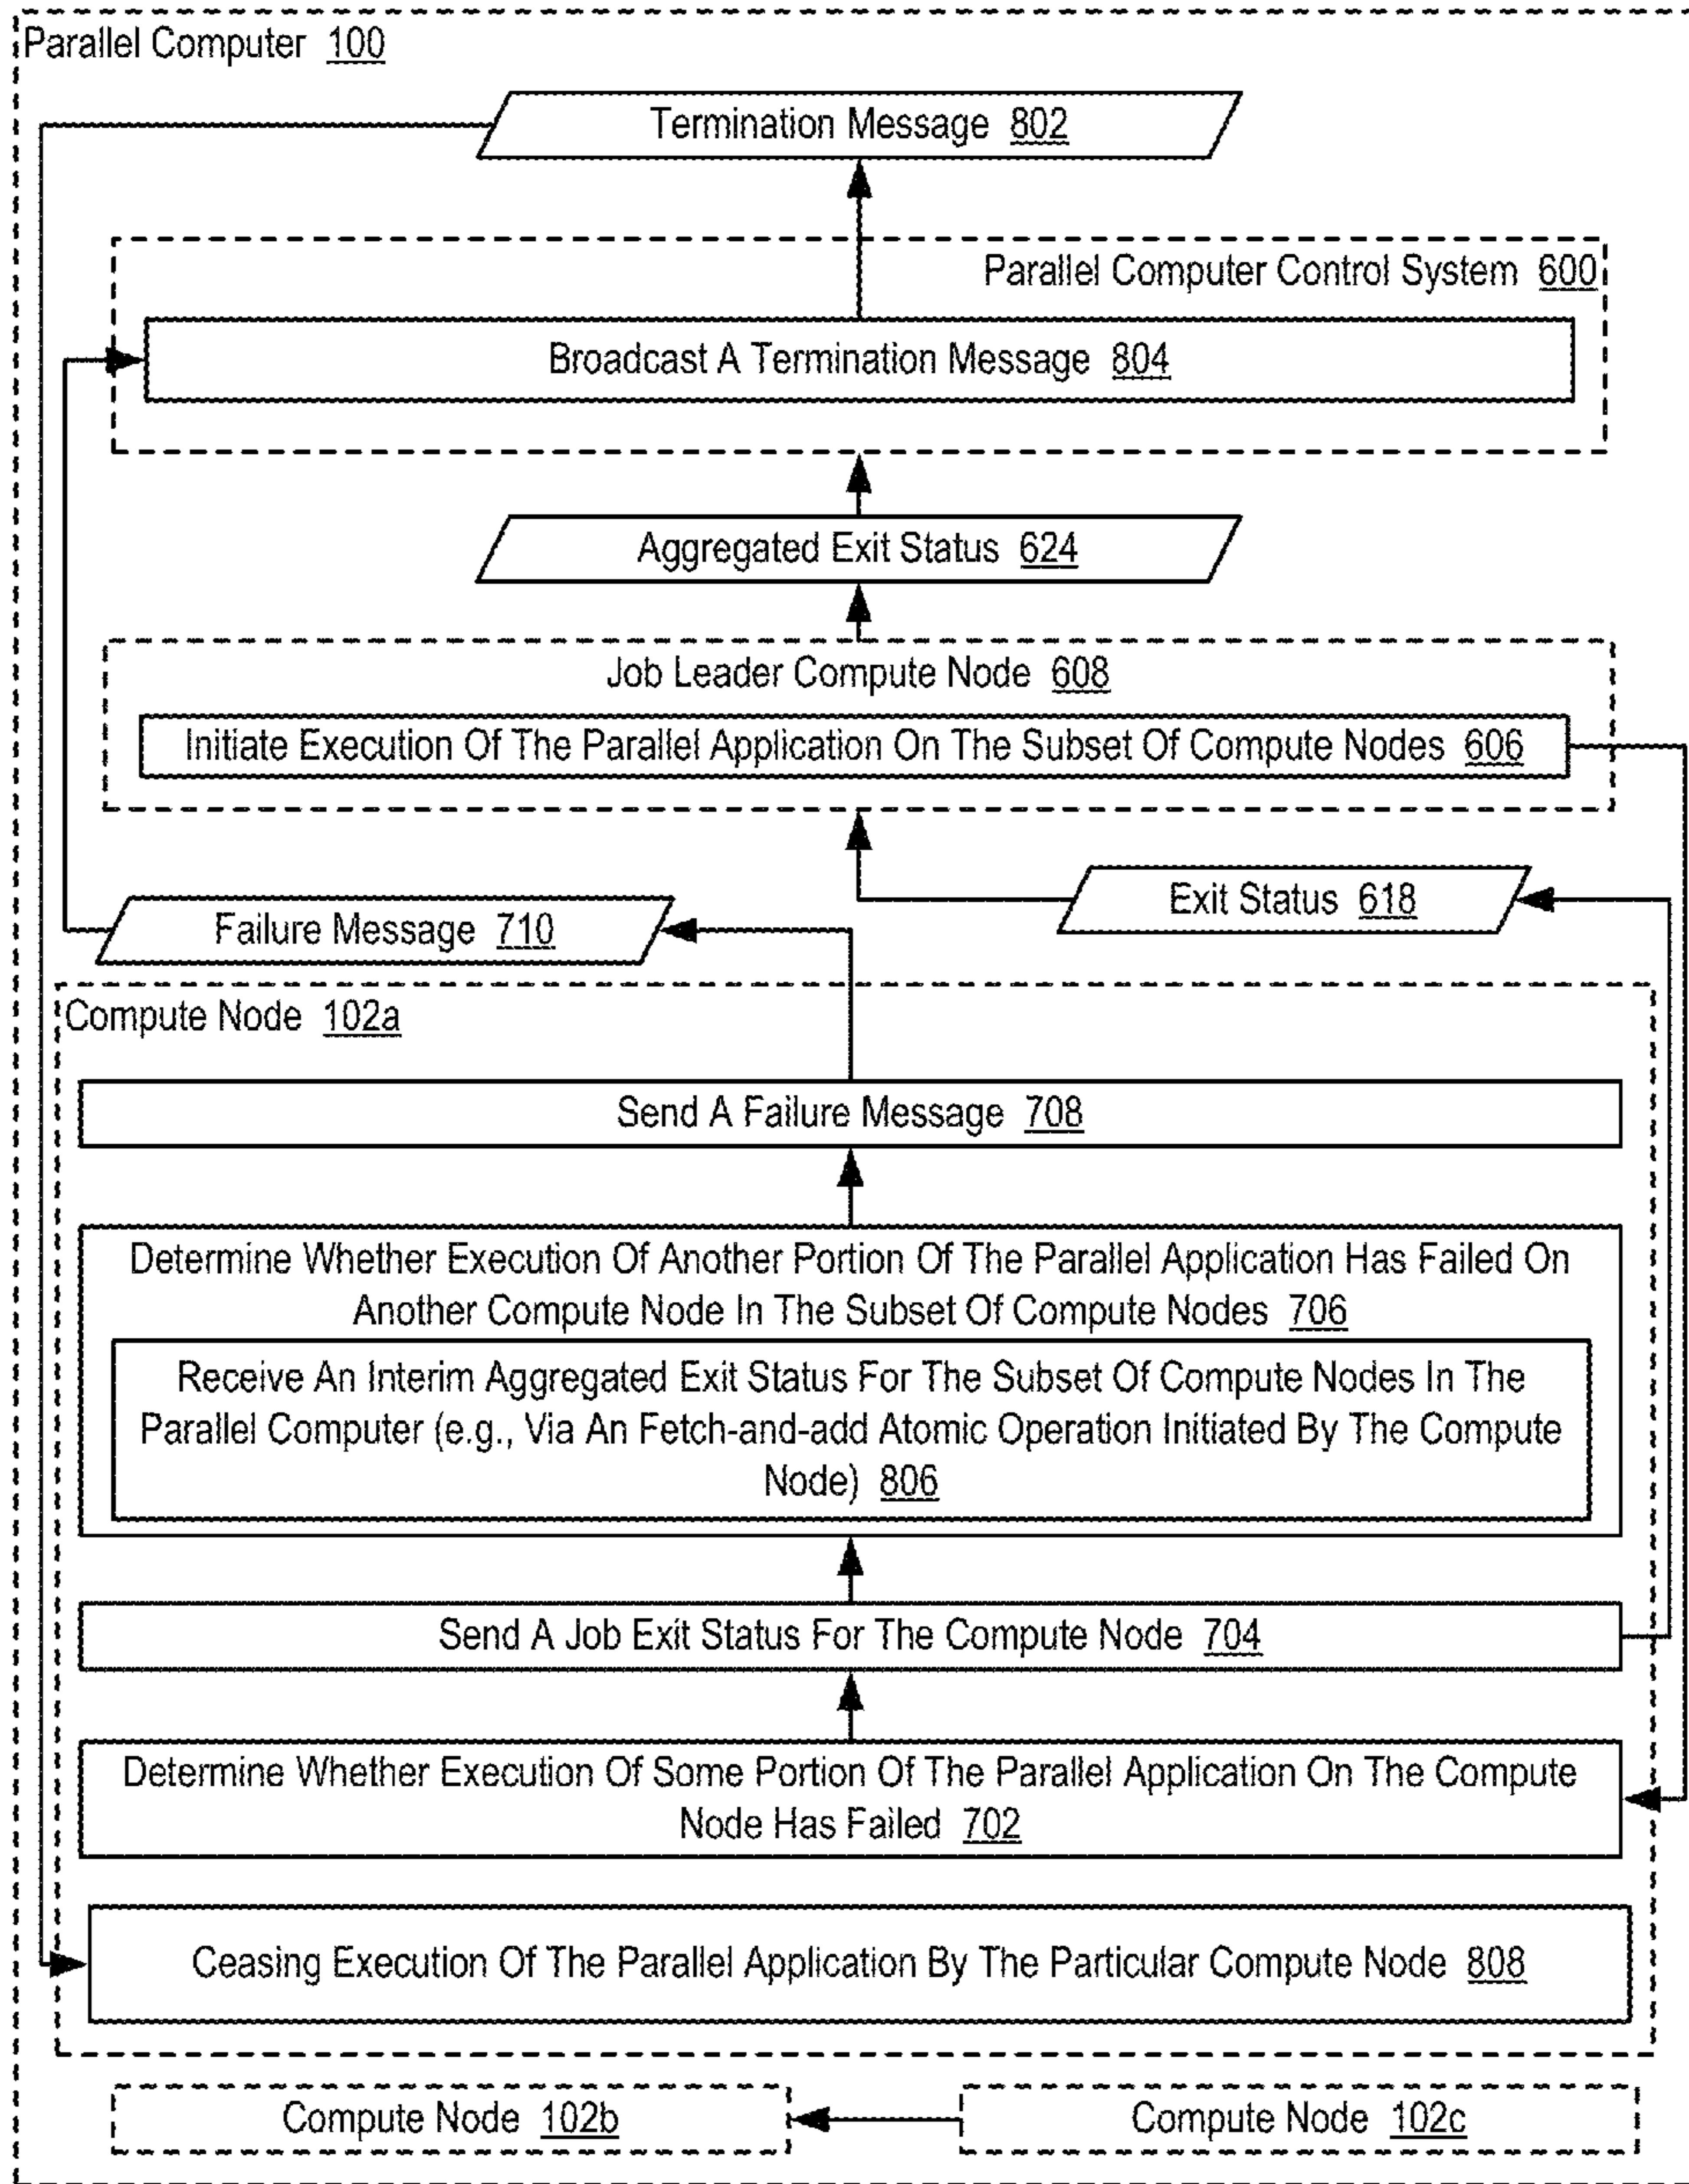 Parallel Computer 100
Termination Message 802
Parallel Computer Control System 600
Broadcast A Termination Message 804
Aggregated Exit Status 624
Job Leader Compute Node 608
Initiate Execution Of The Parallel Application On The Subset Of Compute Nodes 606
Exit Status 618
Failure Message 710
Compute Node 102a
Send A Failure Message 708
Determine Whether Execution Of Another Portion Of The Parallel Application Has Failed On
Another Compute Node In The Subset Of Compute Nodes 706
Receive An Interim Aggregated Exit Status For The Subset Of Compute Nodes In The
Parallel Computer (e.g., Via An Fetch-and-add Atomic Operation Initiated By The Compute
Node) 806
Send A Job Exit Status For The Compute Node 704
Determine Whether Execution Of Some Portion Of The Parallel Application On The Compute
Node Has Failed 702
Ceasing Execution Of The Parallel Application By The Particular Compute Node 808
Compute Node 102b
Compute Node 102c